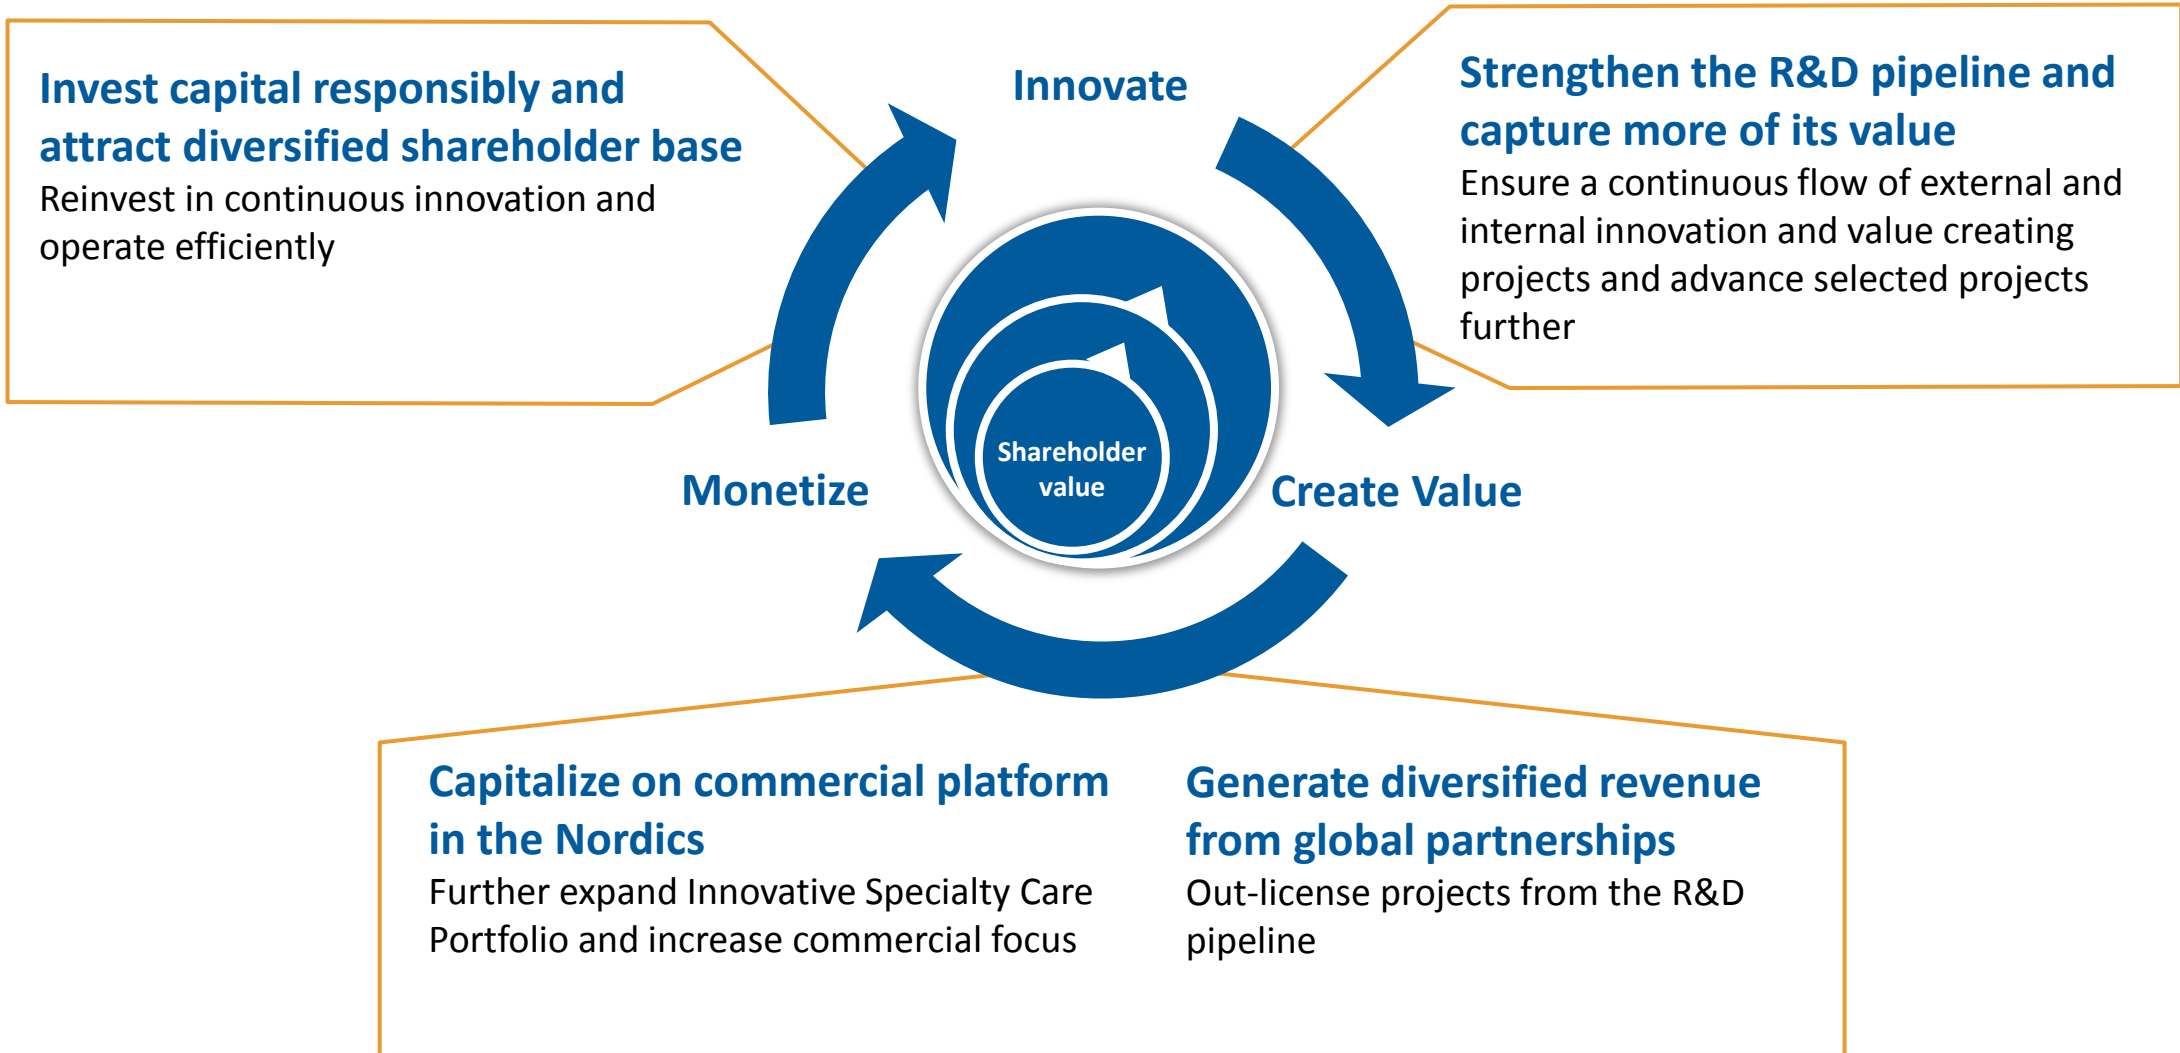 Invest capital responsibly and
attract diversified shareholder base
Reinvest in continuous innovation and
operate efficiently
Innovate
Strengthen the R&D pipeline and
capture more of its value
Ensure a continuous flow of external and
internal innovation and value creating
projects and advance selected projects
further
Shareholder
value
Monetize
Create Value
Capitalize on commercial platform
in the Nordics
Further expand Innovative Specialty Care
Portfolio and increase commercial focus
Generate diversified revenue
from global partnerships
Out-license projects from the R&D
pipeline